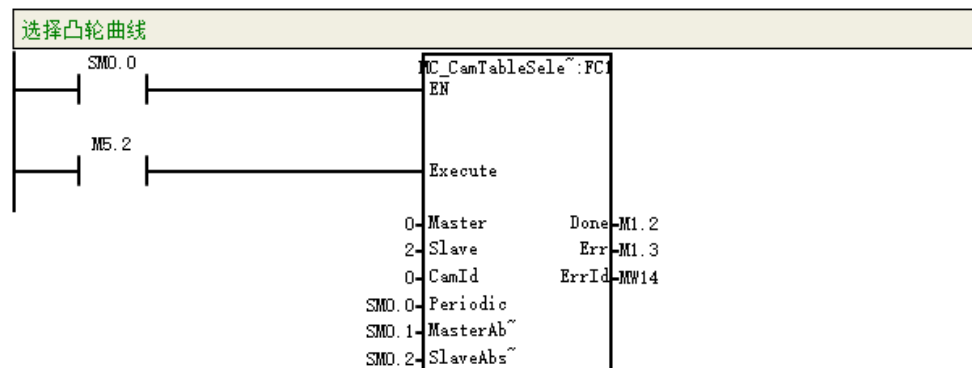 选择凸轮曲线
SM0.0
MC_CamTableSele~:FC1
EN
M5.2
Execute
0 Master Done M1.2
2 Slave Err M1.3
0 CamId ErrId MW14
SM0.0 Periodic
SM0.1 MasterAb~
SM0.2 SlaveAbs~